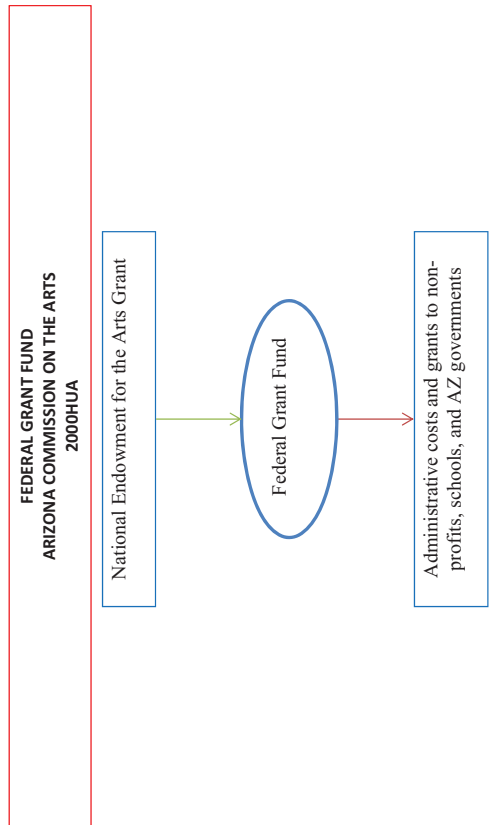 FEDERAL GRANT FUND
ARIZONA COMMISSION ON THE ARTS
2000HUA
National Endowment for the Arts Grant
Federal Grant Fund
Administrative costs and grants to non-
profits, schools, and AZ governments